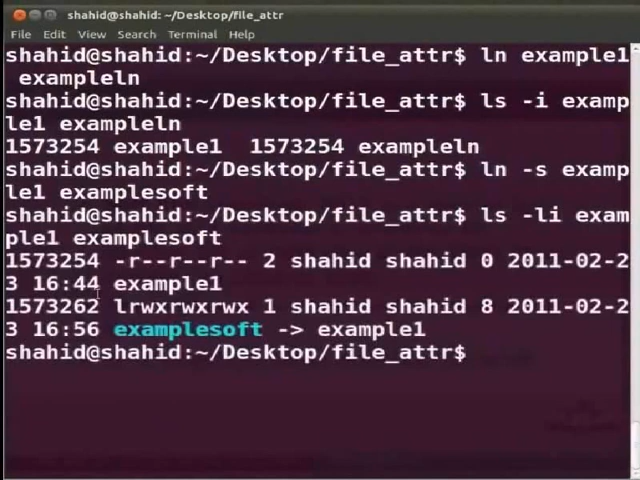 shahid@shahid: ~/Desktop/file_attr
File Edit View Search Terminal Help
shahid@shahid:~/Desktop/file_attr$ ln example1
 exampleln
shahid@shahid:~/Desktop/file_attr$ ls -i examp
le1 exampleln
1573254 example1  1573254 exampleln
shahid@shahid:~/Desktop/file_attr$ ln -s examp
le1 examplesoft
shahid@shahid:~/Desktop/file_attr$ ls -li exam
ple1 examplesoft
1573254 -r--r--r-- 2 shahid shahid 0 2011-02-2
3 16:44 example1
1573262 lrwxrwxrwx 1 shahid shahid 8 2011-02-2
3 16:56 examplesoft -> example1
shahid@shahid:~/Desktop/file_attr$